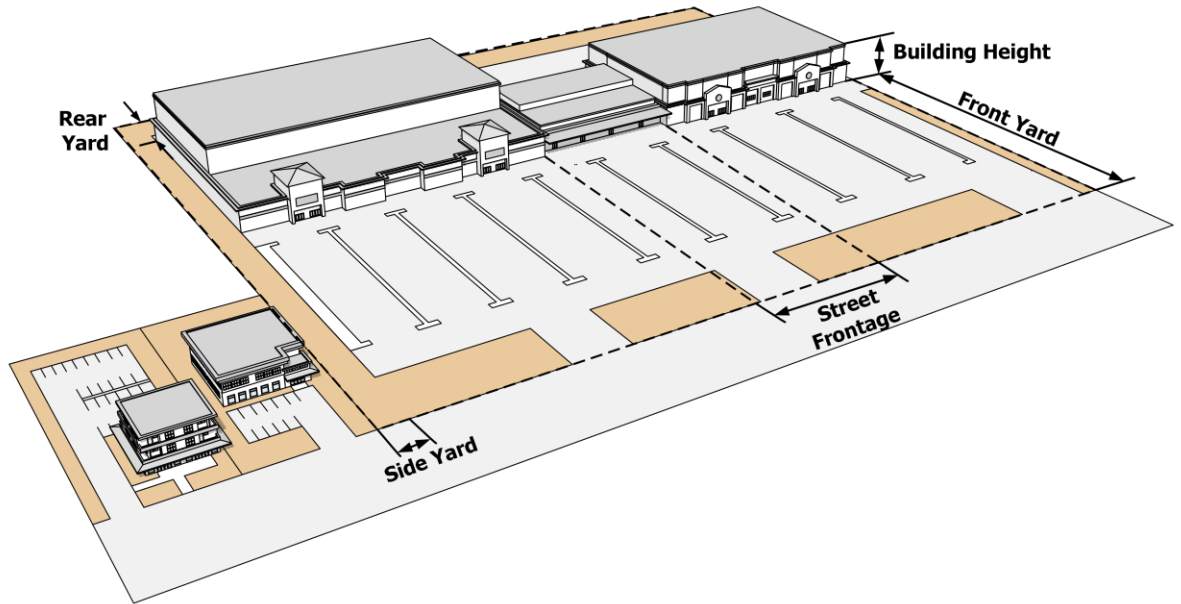 Building Height
Rear
Yard
Front Yard
Street
Frontage
Side Yard